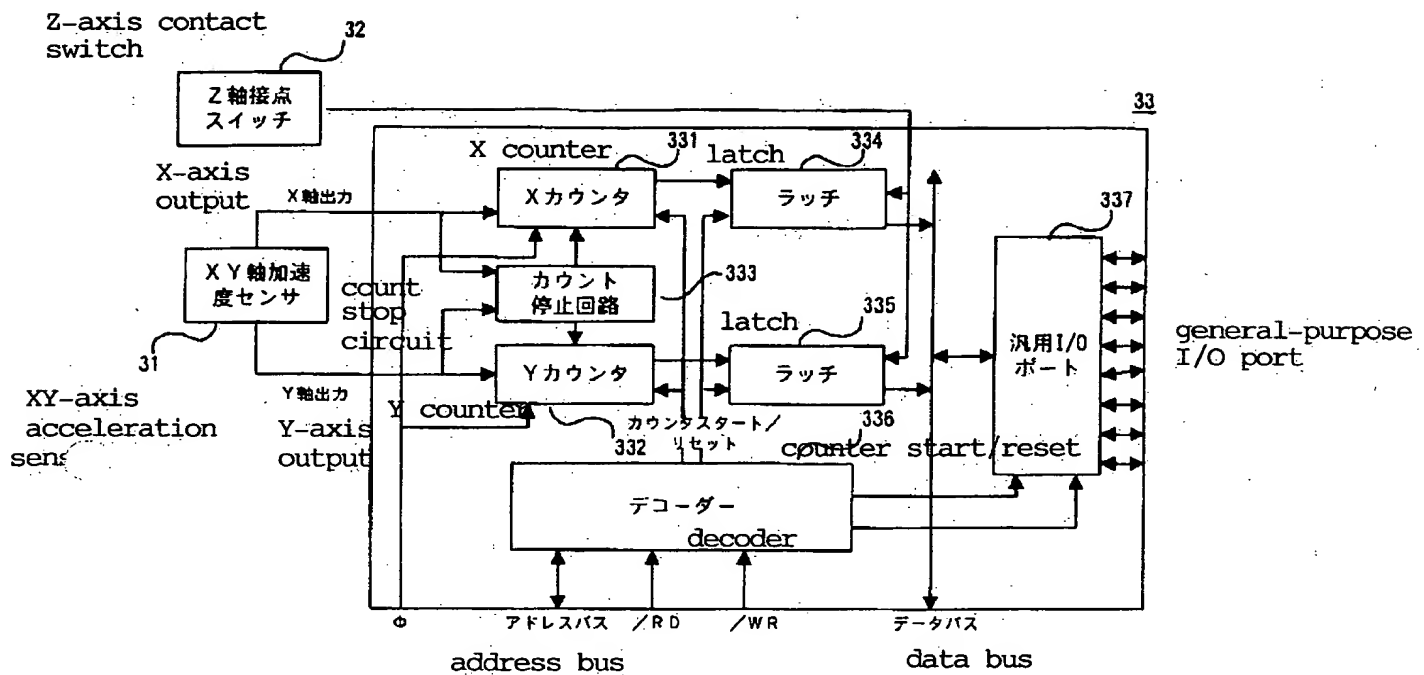 Z-axis contact
switch
32
Z軸接点
スイッチ
33
X counter
331
latch
334
X-axis
output
X軸出力
Xカウンタ
ラッチ
337
XY軸加速
度センサ
count
stop
circuit
カウント
停止回路
333
31
latch
335
汎用I/O
ポート
general-purpose
I/O port
Yカウンタ
ラッチ
XY-axis
acceleration
sens
Y軸出力
Y-axis
output
Y counter
332
カウンタスタート/
リセット
336
counter start/reset
デコーダー
decoder
Φ
アドレスバス
/RD
/WR
データバス
address bus
data bus